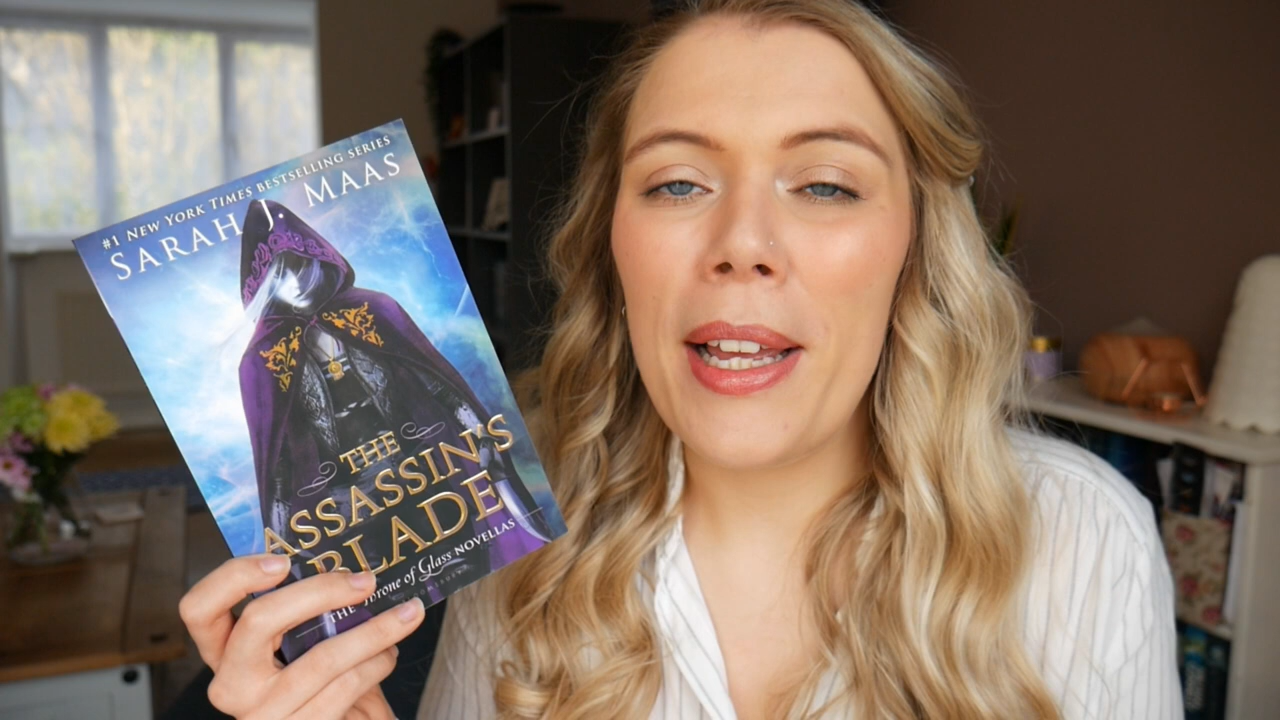 #1 NEW YORK TIMES BESTSELLING SERIES
SARAH J. MAAS
THE
ASSASSIN'S
BLADE
THE Throne of Glass NOVELLAS